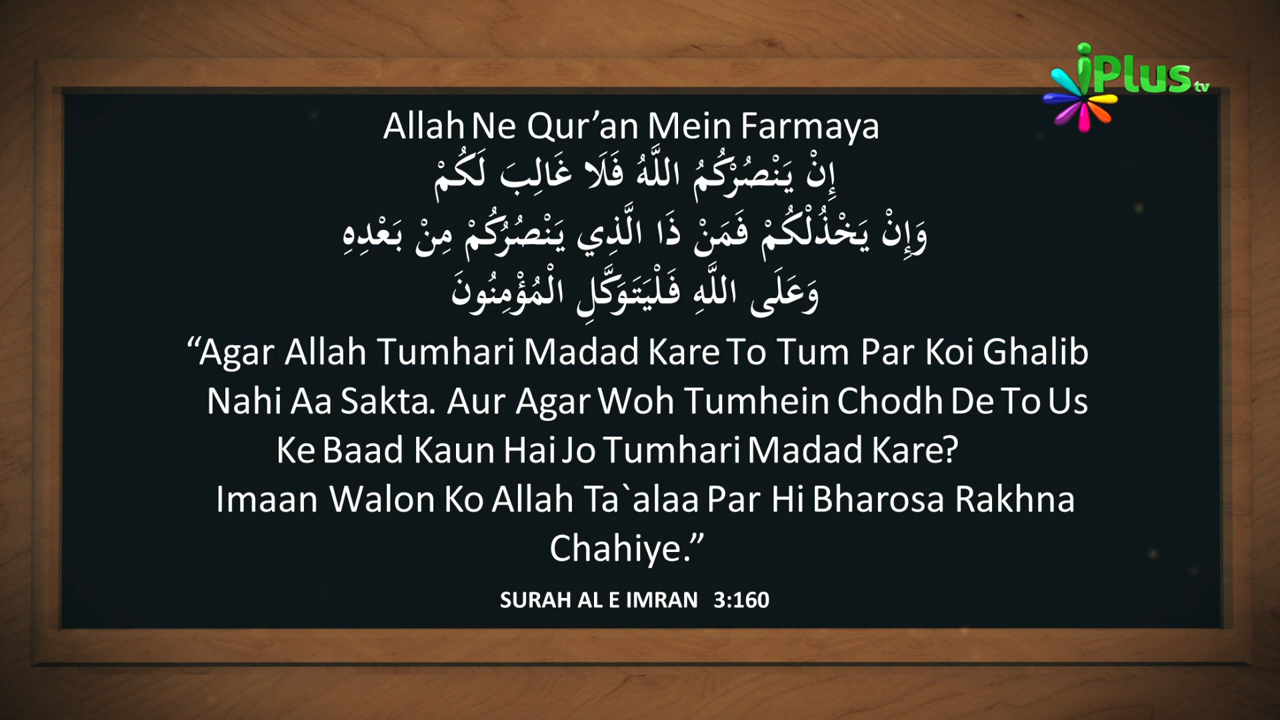 iPlus tv
Allah Ne Qur’an Mein Farmaya
إِنْ يَنْصُرْكُمُ اللَّهُ فَلَا غَالِبَ لَكُمْ
وَإِنْ يَخْذُلْكُمْ فَمَنْ ذَا الَّذِي يَنْصُرُكُمْ مِنْ بَعْدِهِ
وَعَلَى اللَّهِ فَلْيَتَوَكَّلِ الْمُؤْمِنُونَ
“Agar Allah Tumhari Madad Kare To Tum Par Koi Ghalib
Nahi Aa Sakta. Aur Agar Woh Tumhein Chodh De To Us
Ke Baad Kaun Hai Jo Tumhari Madad Kare?
Imaan Walon Ko Allah Ta`alaa Par Hi Bharosa Rakhna
Chahiye.”
SURAH AL E IMRAN 3:160